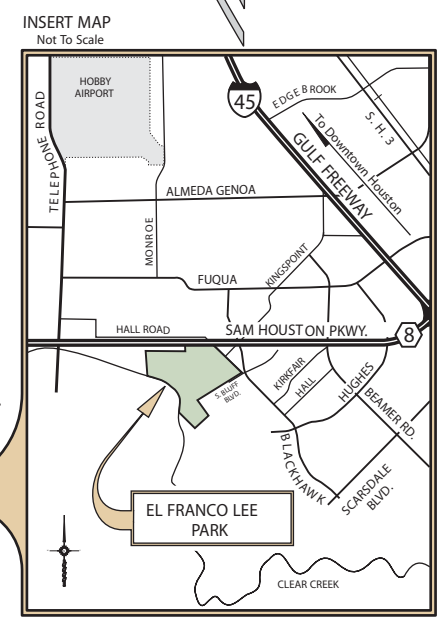 INSERT MAP
Not To Scale
HOBBY
AIRPORT
TELEPHONE ROAD
45
EDGEBROOK
S. H. 3
To Downtown Houston
GULF FREEWAY
ALMEDA GENOA
MONROE
KINGSPOINT
FUQUA
HALL ROAD
SAM HOUSTON PKWY.
8
S. BLUFF
BLVD.
KIRKFAIR
HALL
HUGHES
BEAMER RD.
BLACKHAWK
SCARSDALE
BLVD.
EL FRANCO LEE
PARK
CLEAR CREEK